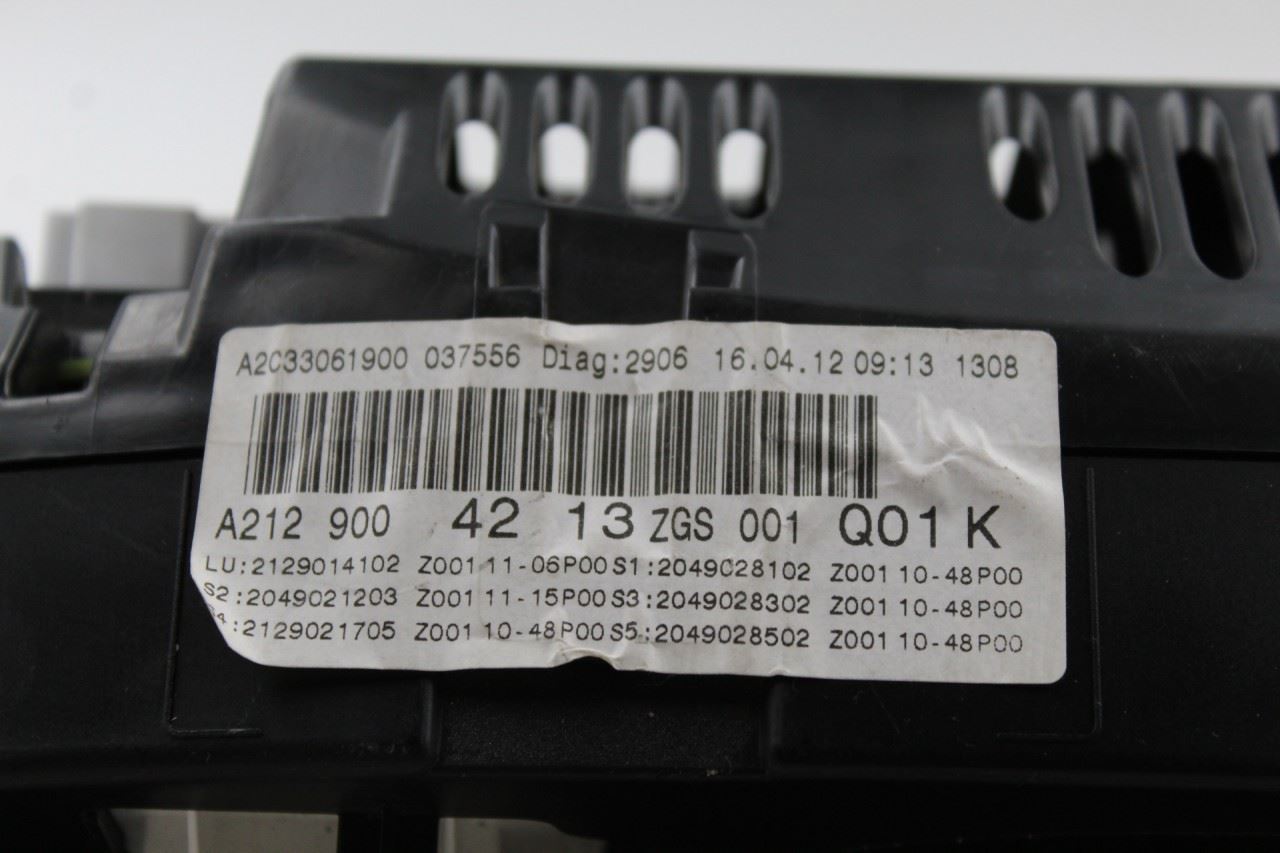 A2C33061900 037556 Diag:2906 16.04.12 09:13 1308
A212 900 42 13 ZGS 001 Q01 K
LU:2129014102 Z001 11-06P00 S1:2049028102 Z001 10-48P00
S2:2049021203 Z001 11-15P00 S3:2049028302 Z001 10-48P00
S4:2129021705 Z001 10-48P00 S5:2049028502 Z001 10-48P00